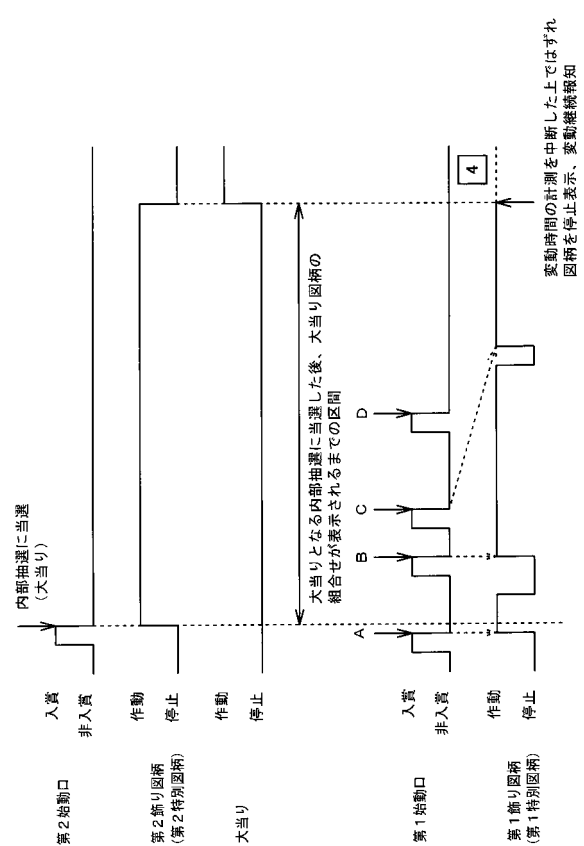 内部抽選に当選
(大当り)
第2始動口
入賞
非入賞
第2飾り図柄
(第2特別図柄)
作動
停止
大当り
作動
停止
大当りとなる内部抽選に当選した後、大当り図柄の
組合せが表示されるまでの区間
A
B
C
D
第1始動口
入賞
非入賞
第1飾り図柄
(第1特別図柄)
作動
停止
4
変動時間の計測を中断した上ではずれ
図柄を停止表示、変動継続報知